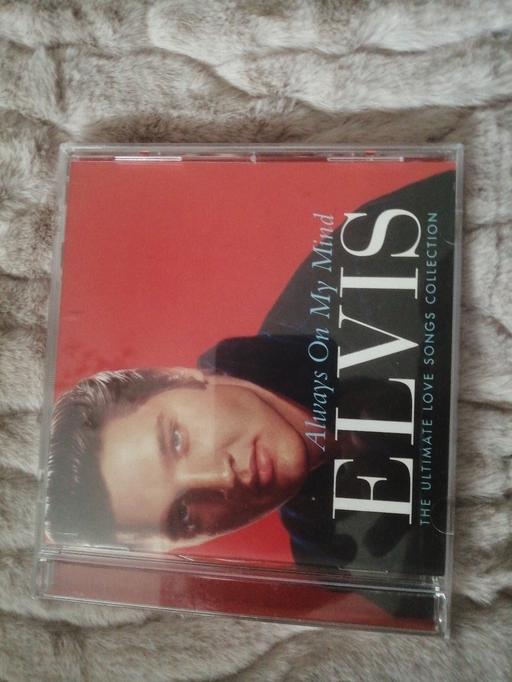 Always On My Mind
ELVIS
THE ULTIMATE LOVE SONGS COLLECTION